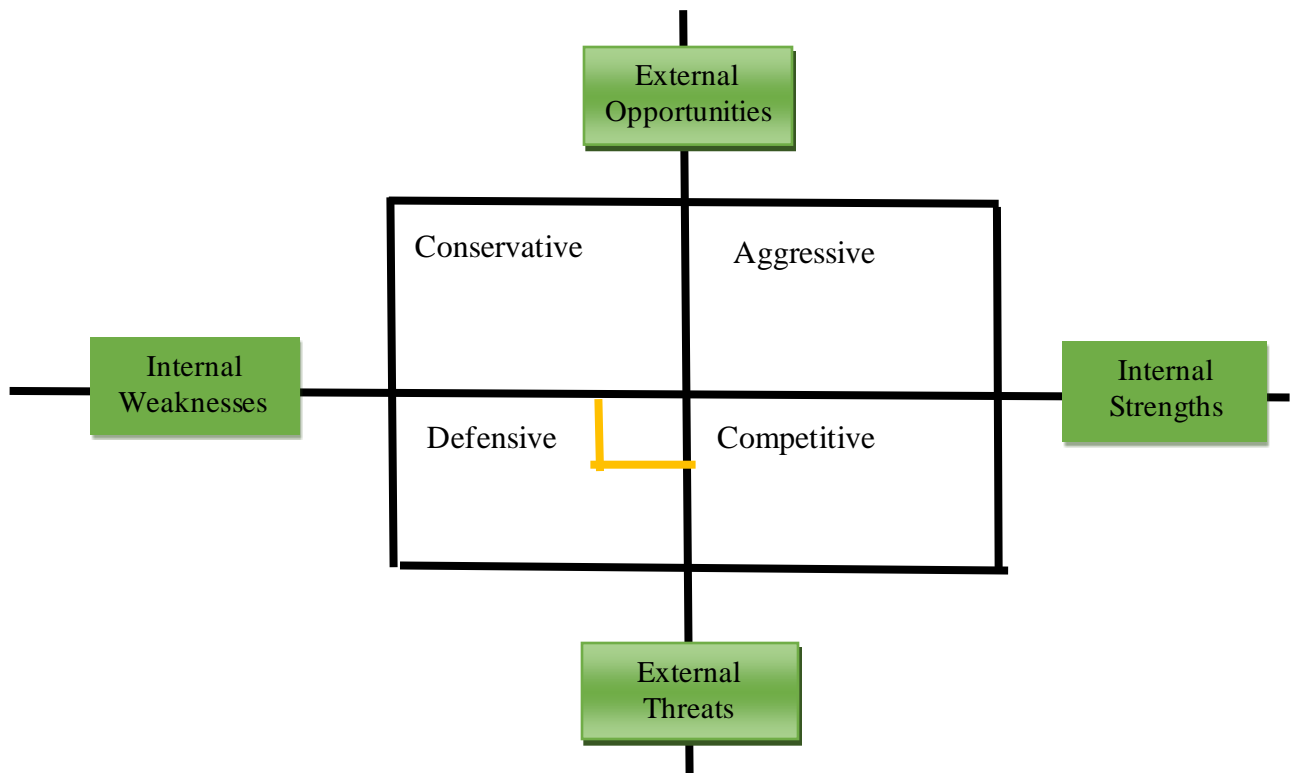 External
Opportunities
Conservative
Aggressive
Internal
Weaknesses
Internal
Strengths
Defensive
Competitive
External
Threats